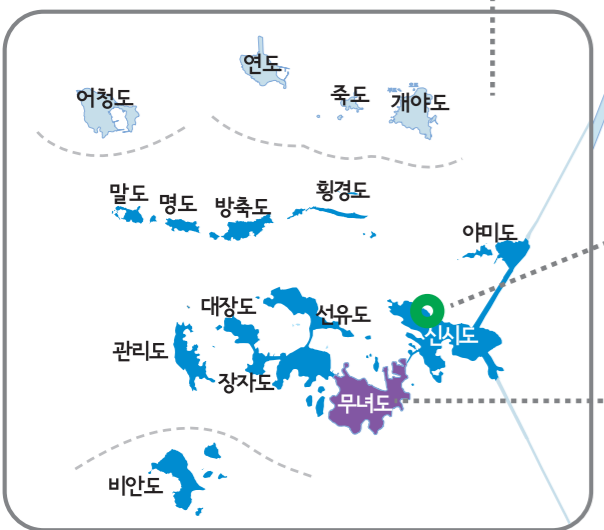 연도
어청도
죽도
개야도
말도
명도
방축도
횡경도
야미도
대장도
선유도
신시도
관리도
장자도
무녀도
비안도